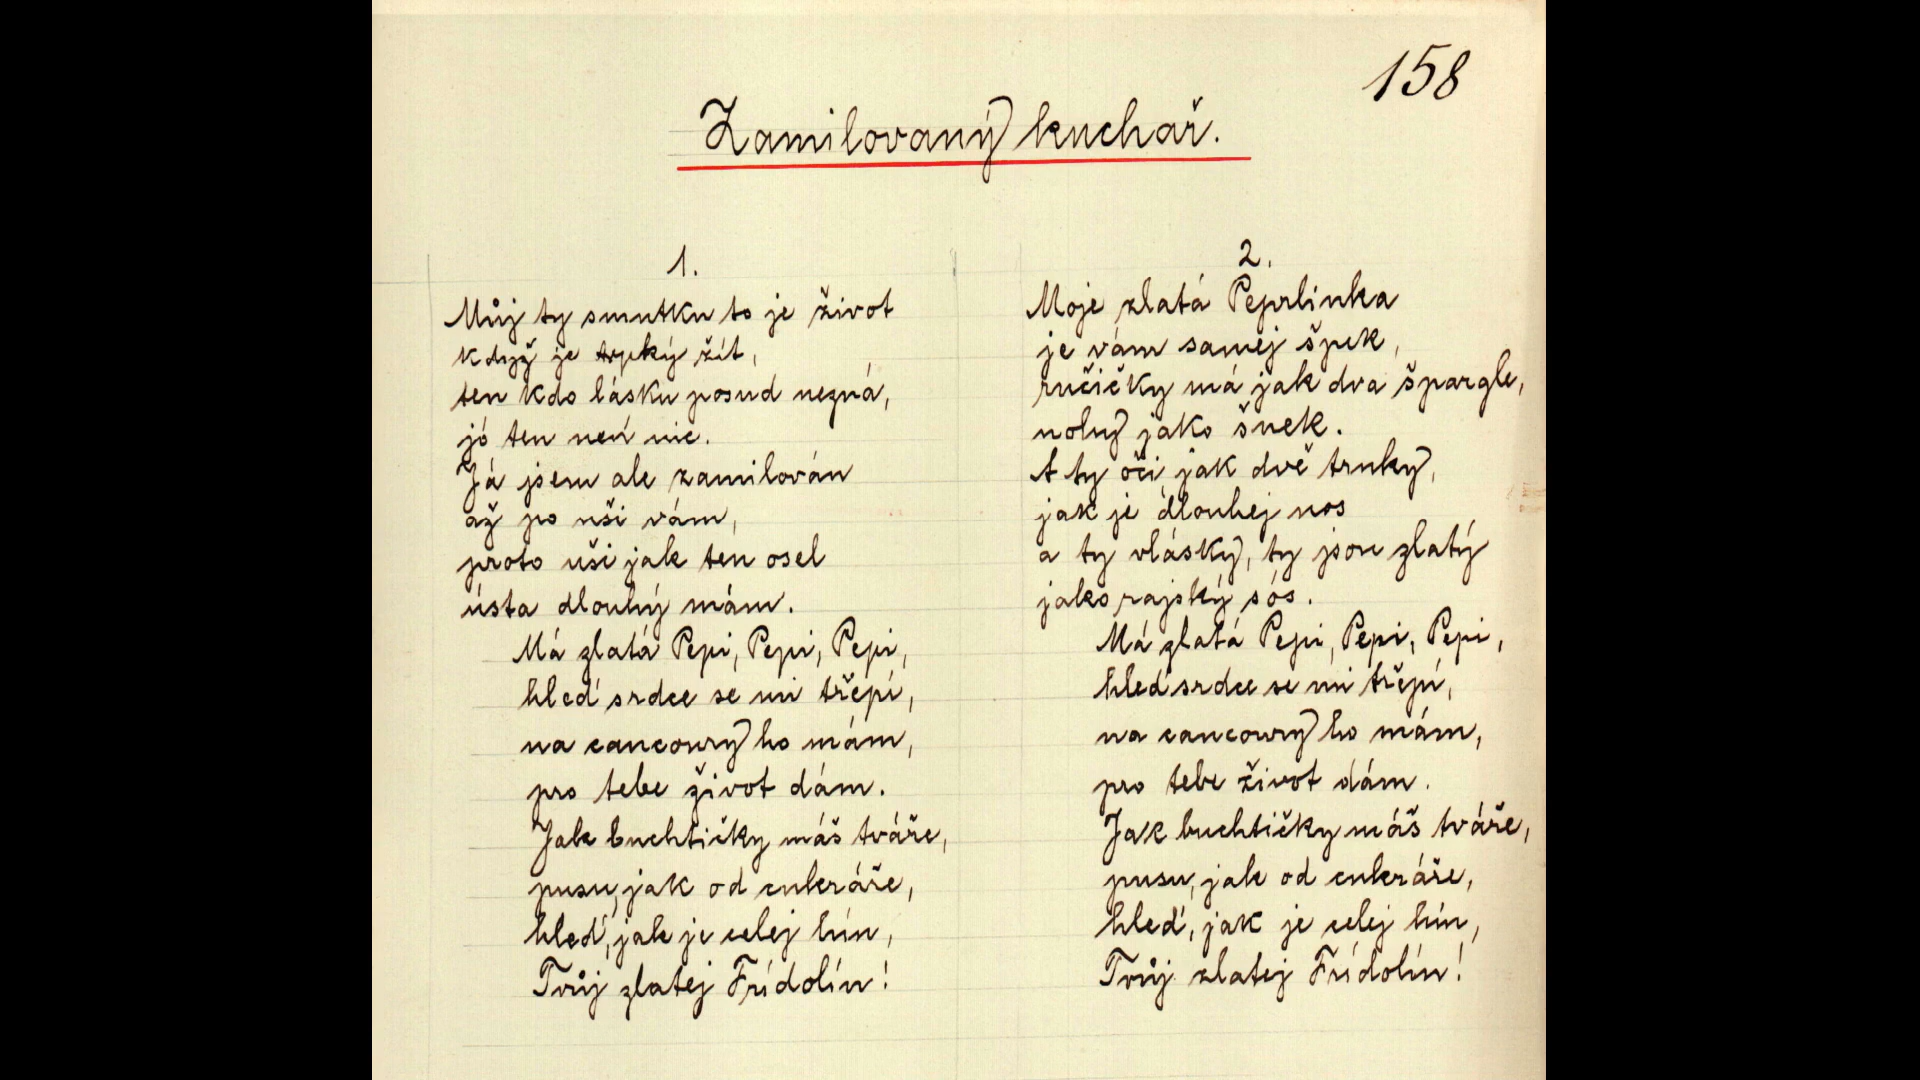 158
Zamilovaný kuchař.
1.
Můj ty smutku to je život
když je trpký žít,
ten kdo lásku posud nezná,
jó ten neń nic.
Já jsem ale zamilován
až po uši vám,
proto uši jak ten osel
ústa dlouhý mám.
Má zlatá Pepi, Pepi, Pepi,
hleď srdce se mi třepí,
na cancoury ho mám,
pro tebe život dám.
Jak buchtičky máš tváře,
pusu, jak od cukráře,
hleď, jak je celej hin,
Tvůj zlatej Frídolín!
2.
Moje zlatá Peprlinka
je vám samej špek,
ručičky má jak dva špargle,
nohy jako šnek.
A ty oči, jak dvě trnky,
jak je dlouhej nos
a ty vlásky, ty jsou zlatý
jako rajský sós.
Má zlatá Pepi, Pepi, Pepi,
hleď srdce se mi třepí,
na cancoury ho mám,
pro tebe život dám.
Jak buchtičky máš tváře,
pusu, jak od cukráře,
hleď, jak je celej hin,
Tvůj zlatej Frídolín!